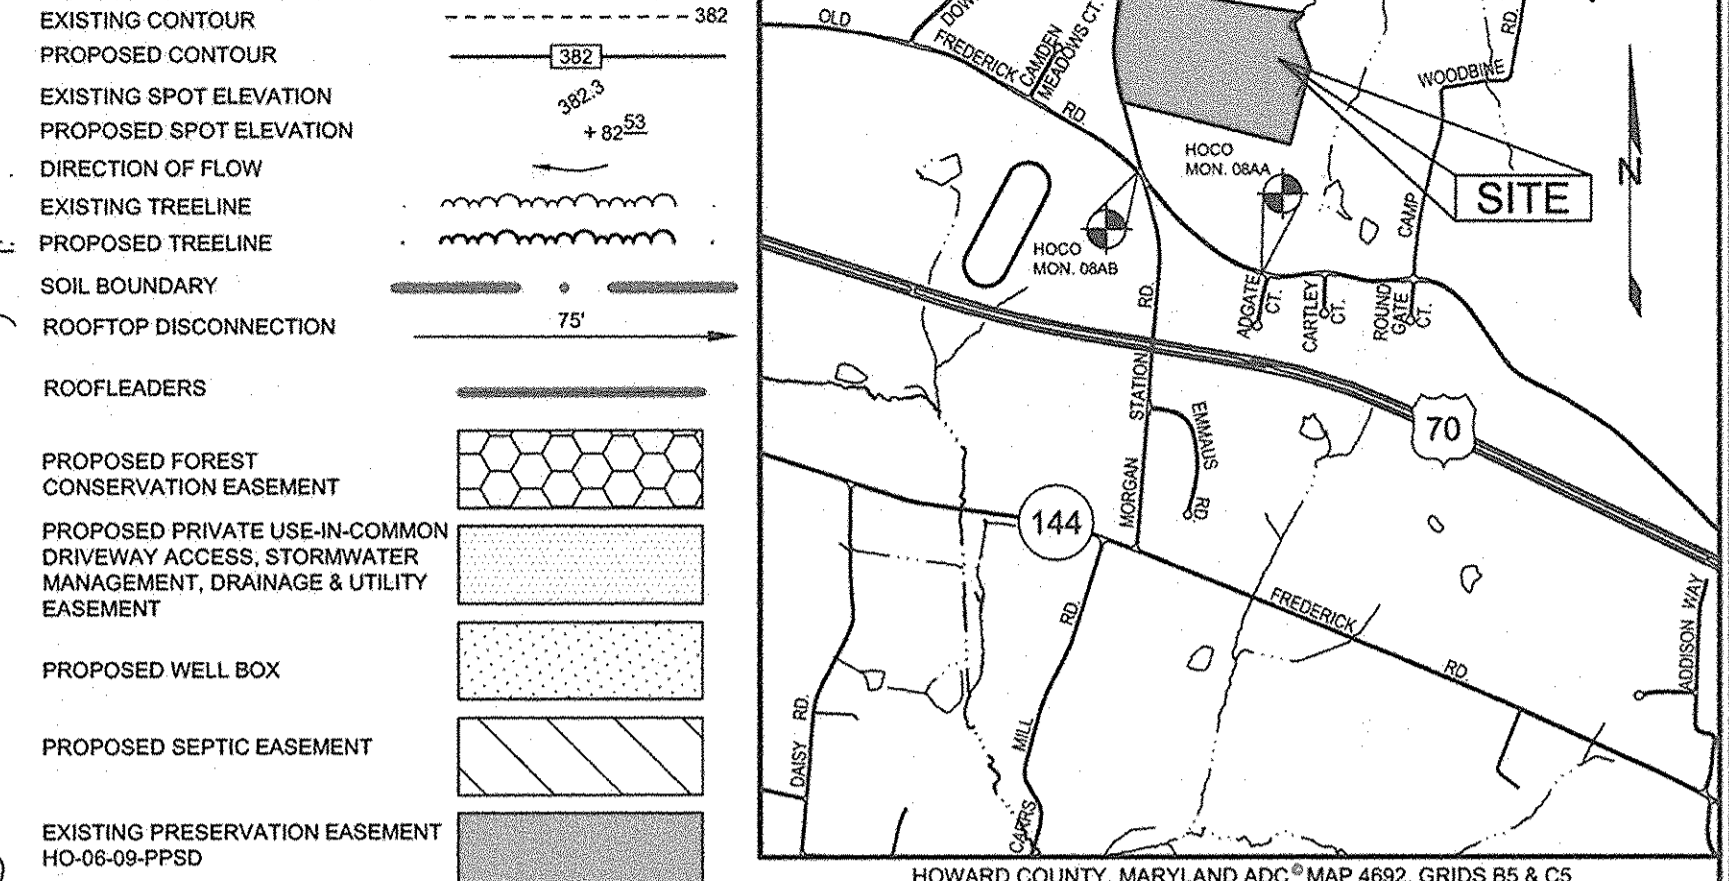 EXISTING CONTOUR
382
PROPOSED CONTOUR
382
EXISTING SPOT ELEVATION
382.3
PROPOSED SPOT ELEVATION
+ 82 53
DIRECTION OF FLOW
EXISTING TREELINE
PROPOSED TREELINE
SOIL BOUNDARY
ROOFTOP DISCONNECTION
75'
ROOFLEADERS
PROPOSED FOREST
CONSERVATION EASEMENT
PROPOSED PRIVATE USE-IN-COMMON
DRIVEWAY ACCESS, STORMWATER
MANAGEMENT, DRAINAGE & UTILITY
EASEMENT
PROPOSED WELL BOX
PROPOSED SEPTIC EASEMENT
EXISTING PRESERVATION EASEMENT
HO-06-09-PPSD
OLD
FREDERICK
RD.
CAMDEN
MEADOWS CT.
WOODBINE
RD.
HOCO
MON. 08AA
SITE
N
CAMP
HOCO
MON. 08AB
RD.
ADGATE
CT.
CARTLEY
CT.
ROUND
GATE
CT.
STATION
MORGAN
EMMAUS
RD.
70
144
FREDERICK
RD.
ADDISON WAY
DAISY RD.
RD.
MILL
CARRS
HOWARD COUNTY, MARYLAND ADC© MAP 4692, GRIDS B5 & C5